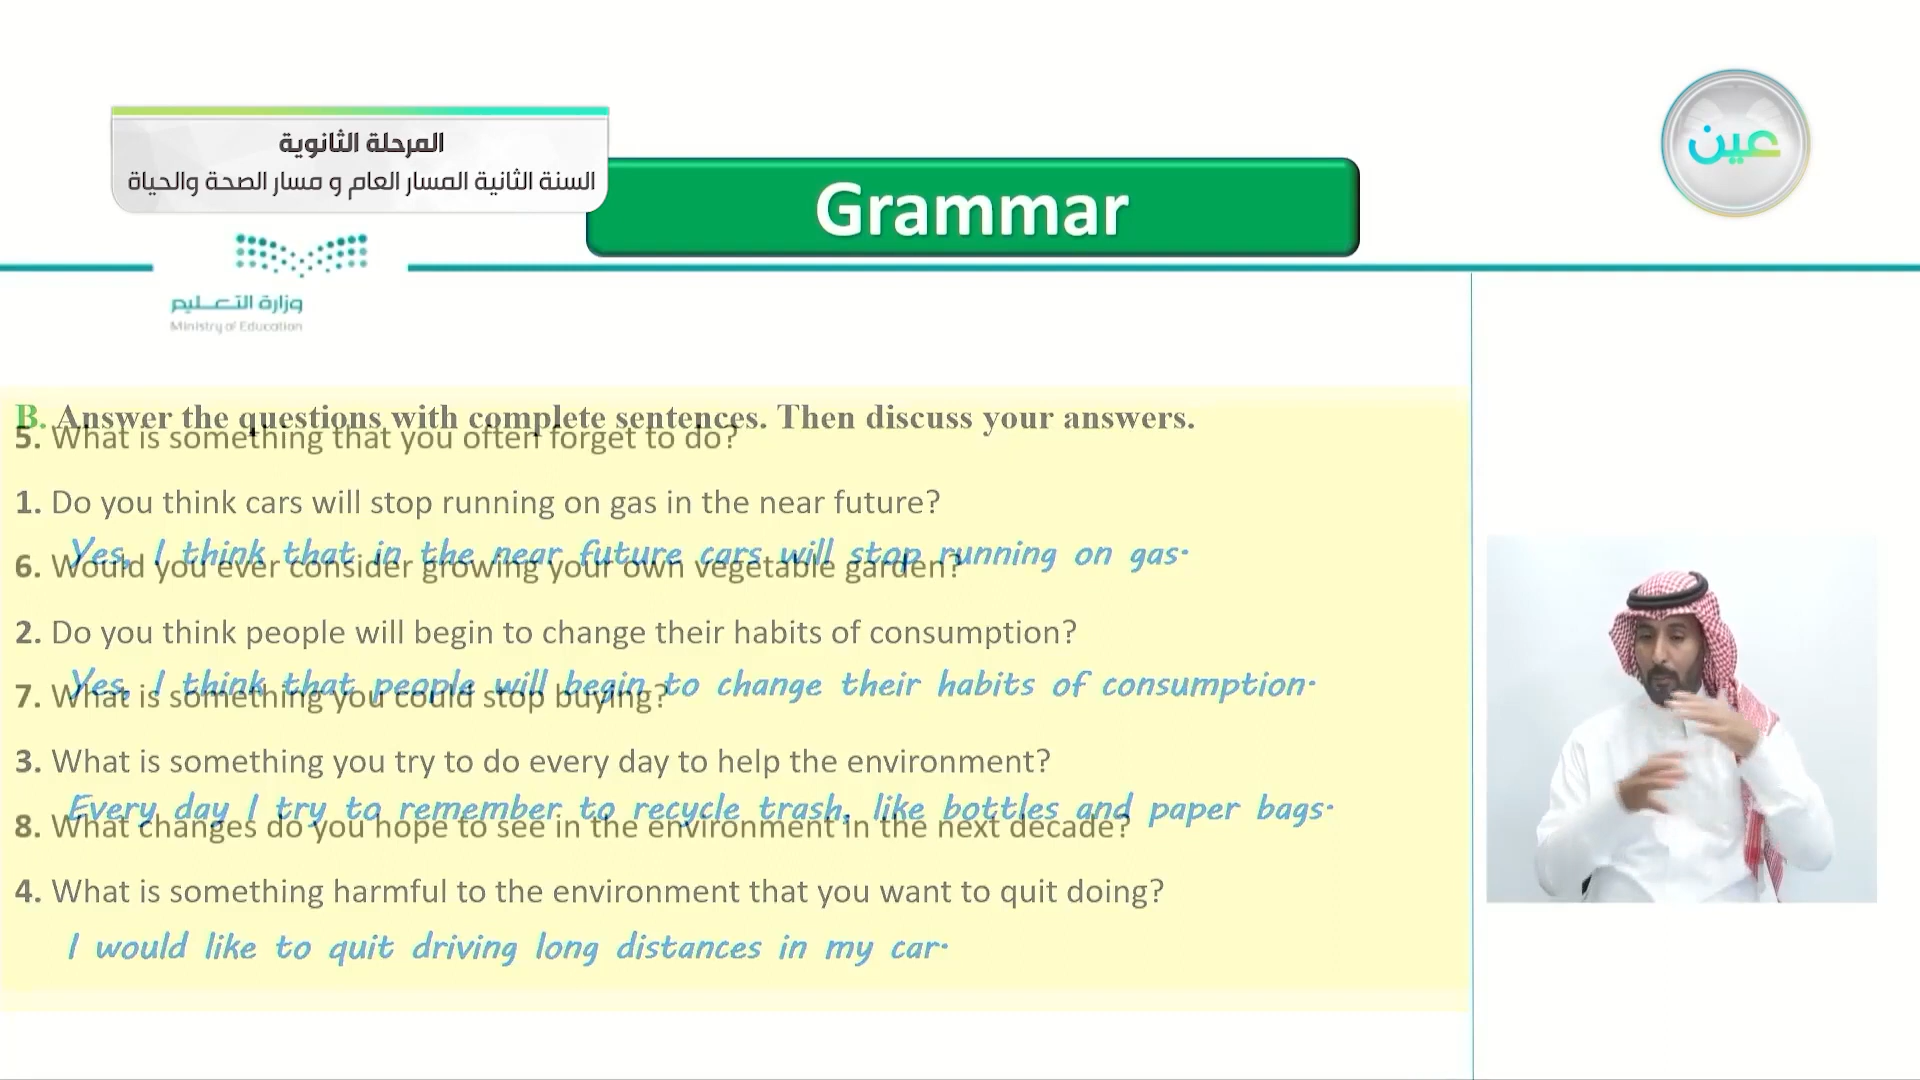 المرحلة الثانوية
السنة الثانية المسار العام و مسار الصحة والحياة
عين
Grammar
وزارة التعليم
Ministry of Education
B. Answer the questions with complete sentences. Then discuss your answers.
5. What is something that you often forget to do?
1. Do you think cars will stop running on gas in the near future?
Yes, I think that in the near future cars will stop running on gas.
6. Would you ever consider growing your own vegetable garden?
2. Do you think people will begin to change their habits of consumption?
Yes, I think that people will begin to change their habits of consumption.
7. What is something you could stop buying?
3. What is something you try to do every day to help the environment?
Every day I try to remember to recycle trash, like bottles and paper bags.
8. What changes do you hope to see in the environment in the next decade?
4. What is something harmful to the environment that you want to quit doing?
I would like to quit driving long distances in my car.